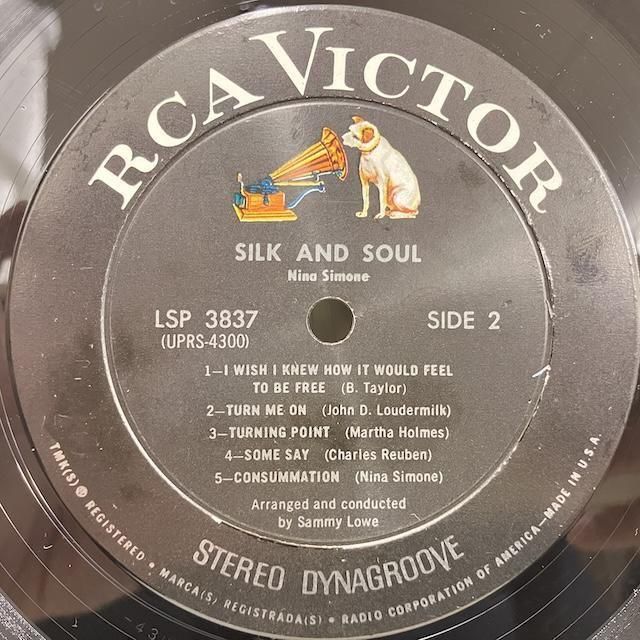 RCA VICTOR
SILK AND SOUL
Nina Simone
LSP 3837
(UPRS-4300)
SIDE 2
1—I WISH I KNEW HOW IT WOULD FEEL
TO BE FREE (B. Taylor)
2—TURN ME ON (John D. Loudermilk)
3—TURNING POINT (Martha Holmes)
4—SOME SAY (Charles Reuben)
5—CONSUMMATION (Nina Simone)
Arranged and conducted
by Sammy Lowe
STEREO DYNAGROOVE
TMK(S) ® REGISTERED • MARCA(S) REGISTRADA(S) • RADIO CORPORATION OF AMERICA—MADE IN U.S.A.